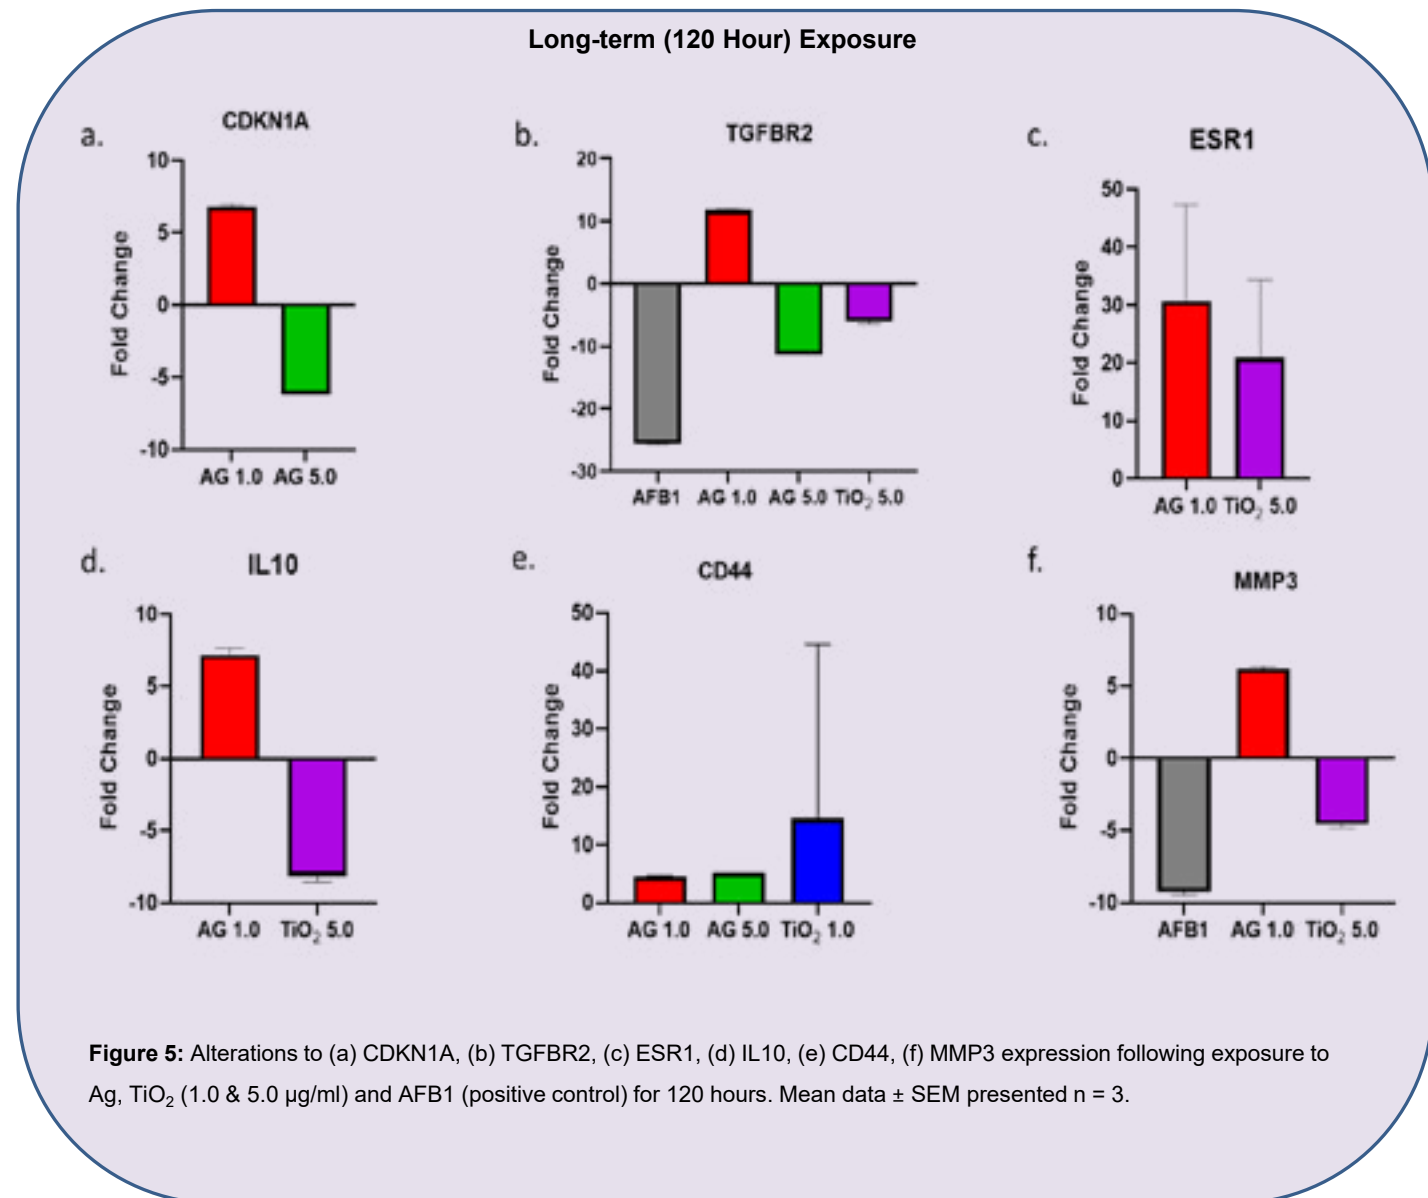 Long-term (120 Hour) Exposure
a.
CDKN1A
Fold Change
10
5
0
-5
-10
AG 1.0 AG 5.0
b.
TGFBR2
Fold Change
20
10
0
-10
-20
-30
AFB1 AG 1.0 AG 5.0 TiO₂ 5.0
c.
ESR1
Fold Change
50
40
30
20
10
0
AG 1.0 TiO₂ 5.0
d.
IL10
Fold Change
10
5
0
-5
-10
AG 1.0 TiO₂ 5.0
e.
CD44
Fold Change
50
40
30
20
10
0
AG 1.0 AG 5.0 TiO₂ 1.0
f.
MMP3
Fold Change
10
5
0
-5
-10
AFB1 AG 1.0 TiO₂ 5.0
Figure 5: Alterations to (a) CDKN1A, (b) TGFBR2, (c) ESR1, (d) IL10, (e) CD44, (f) MMP3 expression following exposure to
Ag, TiO₂ (1.0 & 5.0 µg/ml) and AFB1 (positive control) for 120 hours. Mean data ± SEM presented n = 3.